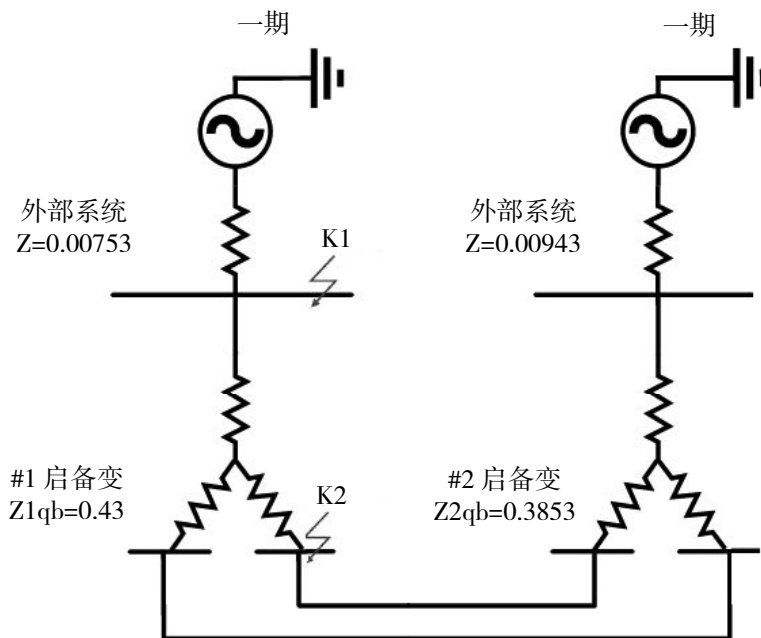 一期
一期
外部系统
Z=0.00753
K1
外部系统
Z=0.00943
#1 启备变
Z1qb=0.43
K2
#2 启备变
Z2qb=0.3853